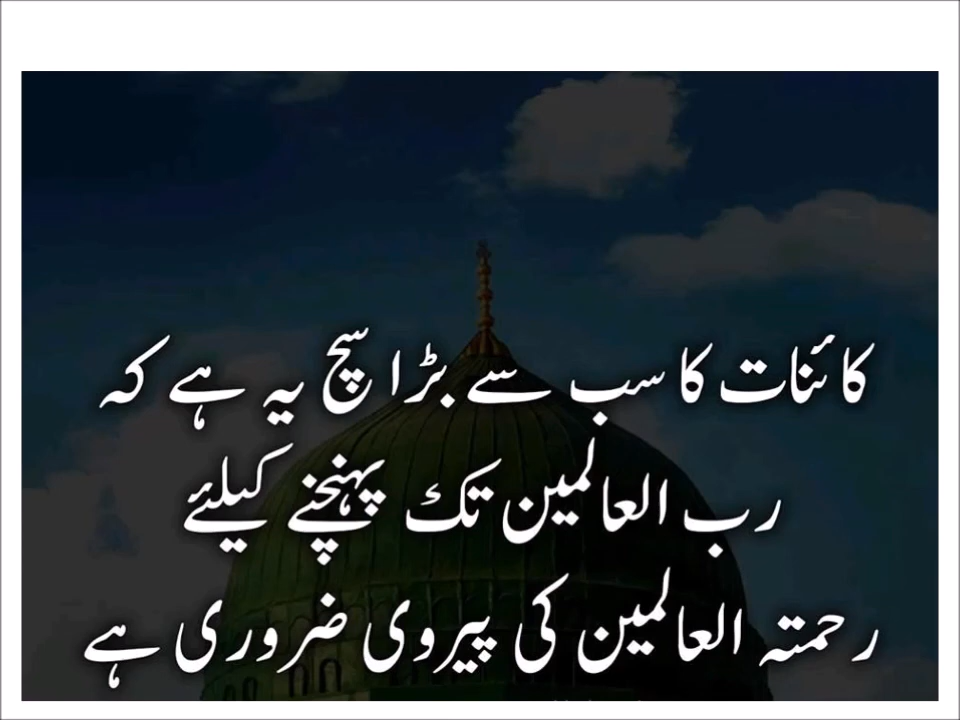 کائنات کا سب سے بڑا سچ یہ ہے کہ
رب العالمین تک پہنچنے کیلئے
رحمتہ العالمین کی پیروی ضروری ہے